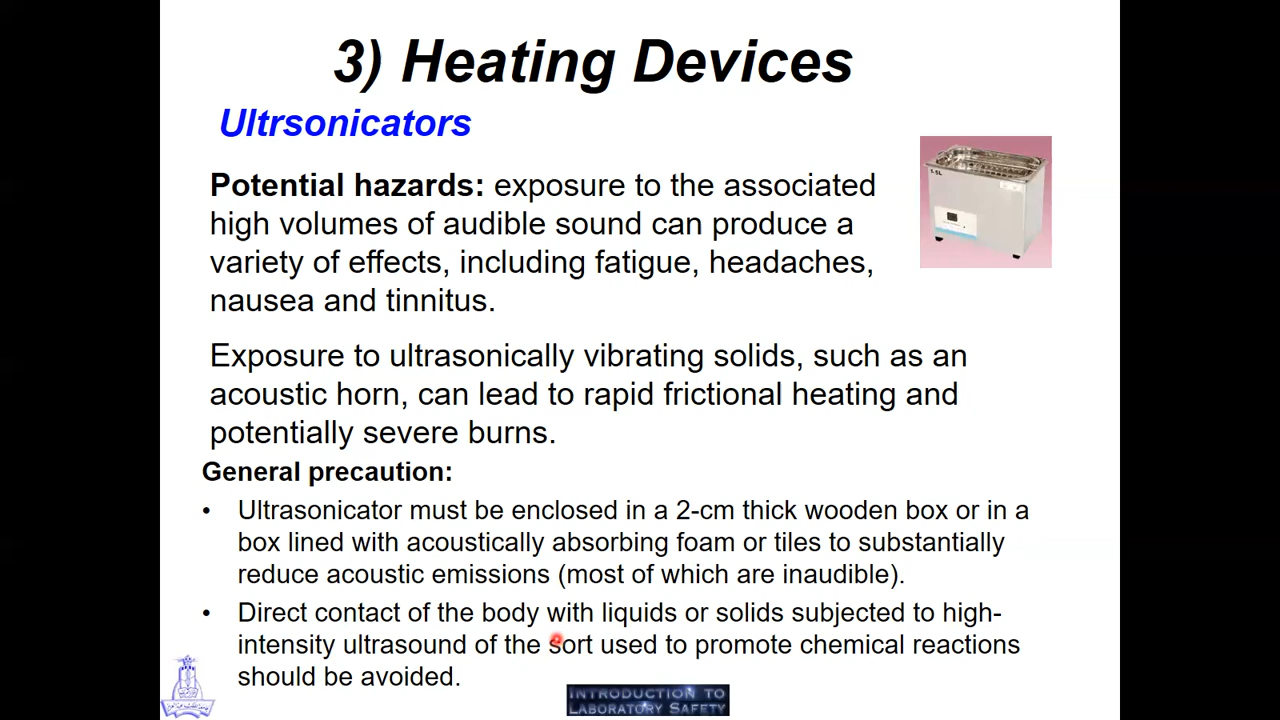 3) Heating Devices
Ultrsonicators
Potential hazards: exposure to the associated
high volumes of audible sound can produce a
variety of effects, including fatigue, headaches,
nausea and tinnitus.
Exposure to ultrasonically vibrating solids, such as an
acoustic horn, can lead to rapid frictional heating and
potentially severe burns.
General precaution:
• Ultrasonicator must be enclosed in a 2-cm thick wooden box or in a
box lined with acoustically absorbing foam or tiles to substantially
reduce acoustic emissions (most of which are inaudible).
• Direct contact of the body with liquids or solids subjected to high-
intensity ultrasound of the sort used to promote chemical reactions
should be avoided.
INTRODUCTION TO
LABORATORY SAFETY